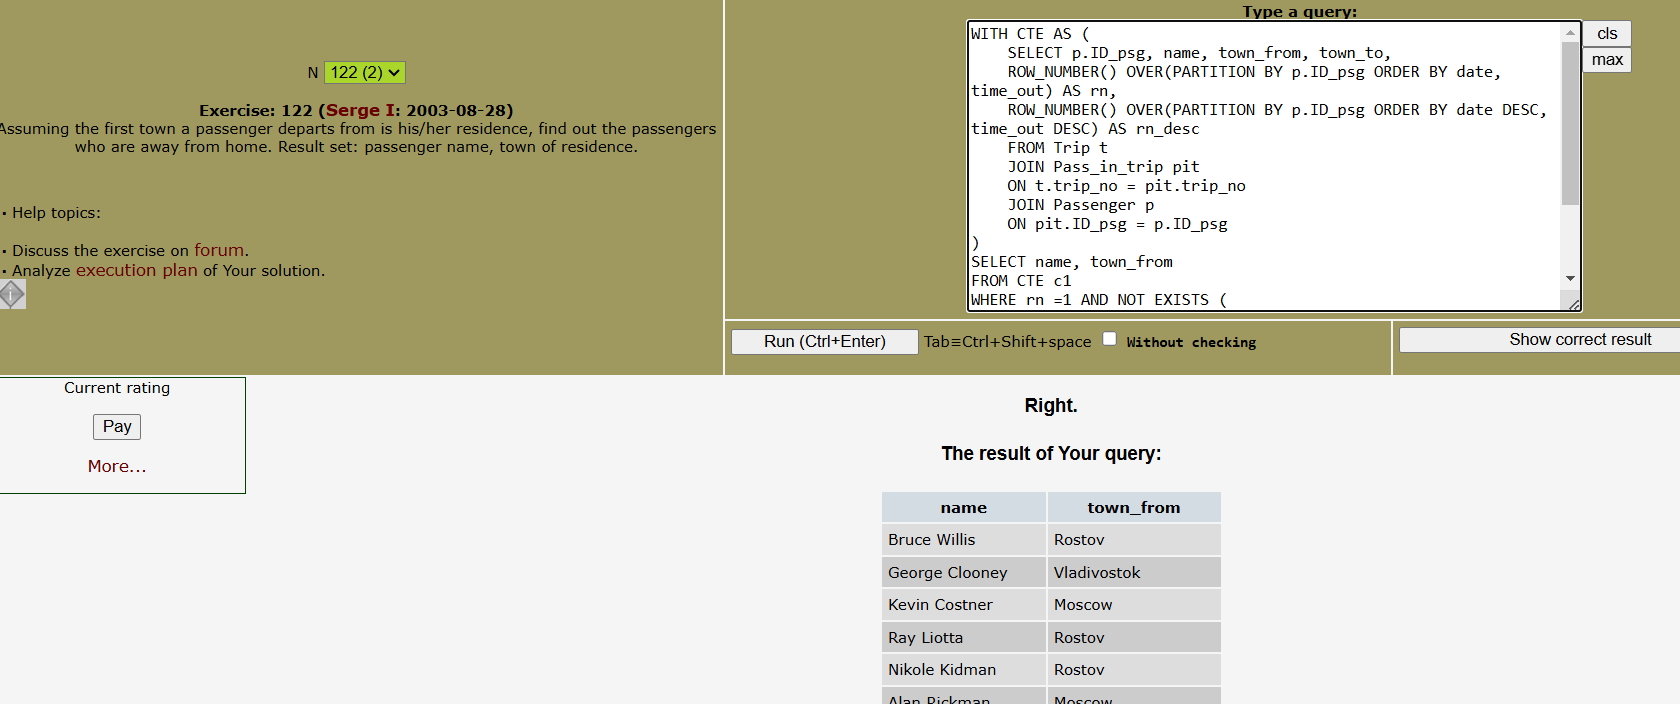 N 122 (2)
Exercise: 122 (Serge I: 2003-08-28)
Assuming the first town a passenger departs from is his/her residence, find out the passengers
who are away from home. Result set: passenger name, town of residence.
· Help topics:
· Discuss the exercise on forum.
· Analyze execution plan of Your solution.
Type a query:
WITH CTE AS (
SELECT p.ID_psg, name, town_from, town_to,
ROW_NUMBER() OVER(PARTITION BY p.ID_psg ORDER BY date,
time_out) AS rn,
ROW_NUMBER() OVER(PARTITION BY p.ID_psg ORDER BY date DESC,
time_out DESC) AS rn_desc
FROM Trip t
JOIN Pass_in_trip pit
ON t.trip_no = pit.trip_no
JOIN Passenger p
ON pit.ID_psg = p.ID_psg
)
SELECT name, town_from
FROM CTE c1
WHERE rn =1 AND NOT EXISTS (
cls
max
Run (Ctrl+Enter) Tab≡Ctrl+Shift+space Without checking
Show correct result
Current rating
Pay
More...
Right.
The result of Your query:
name town_from
Bruce Willis Rostov
George Clooney Vladivostok
Kevin Costner Moscow
Ray Liotta Rostov
Nikole Kidman Rostov
Alan Rickman Moscow